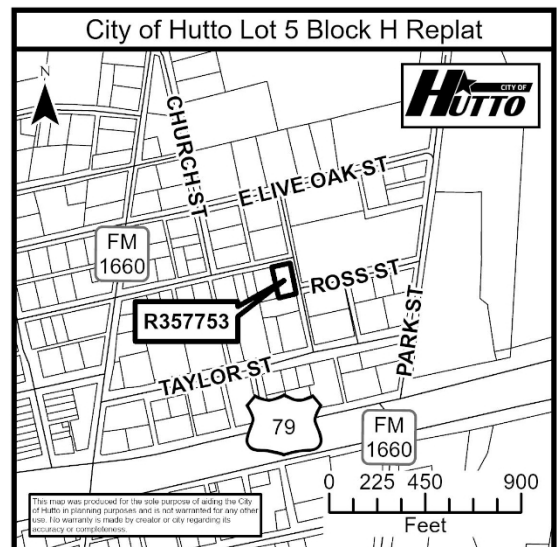 City of Hutto Lot 5 Block H Replat
N
CITY OF
HUTTO
CHURCH ST
E LIVE OAK ST
FM
1660
ROSS ST
R357753
PARK ST
TAYLOR ST
79
FM
1660
0 225 450 900
Feet
This map was produced for the sole purpose of aiding the City
of Hutto in planning purposes and is not warranted for any other
use. No warranty is made by creator or city regarding its
accuracy or completeness.